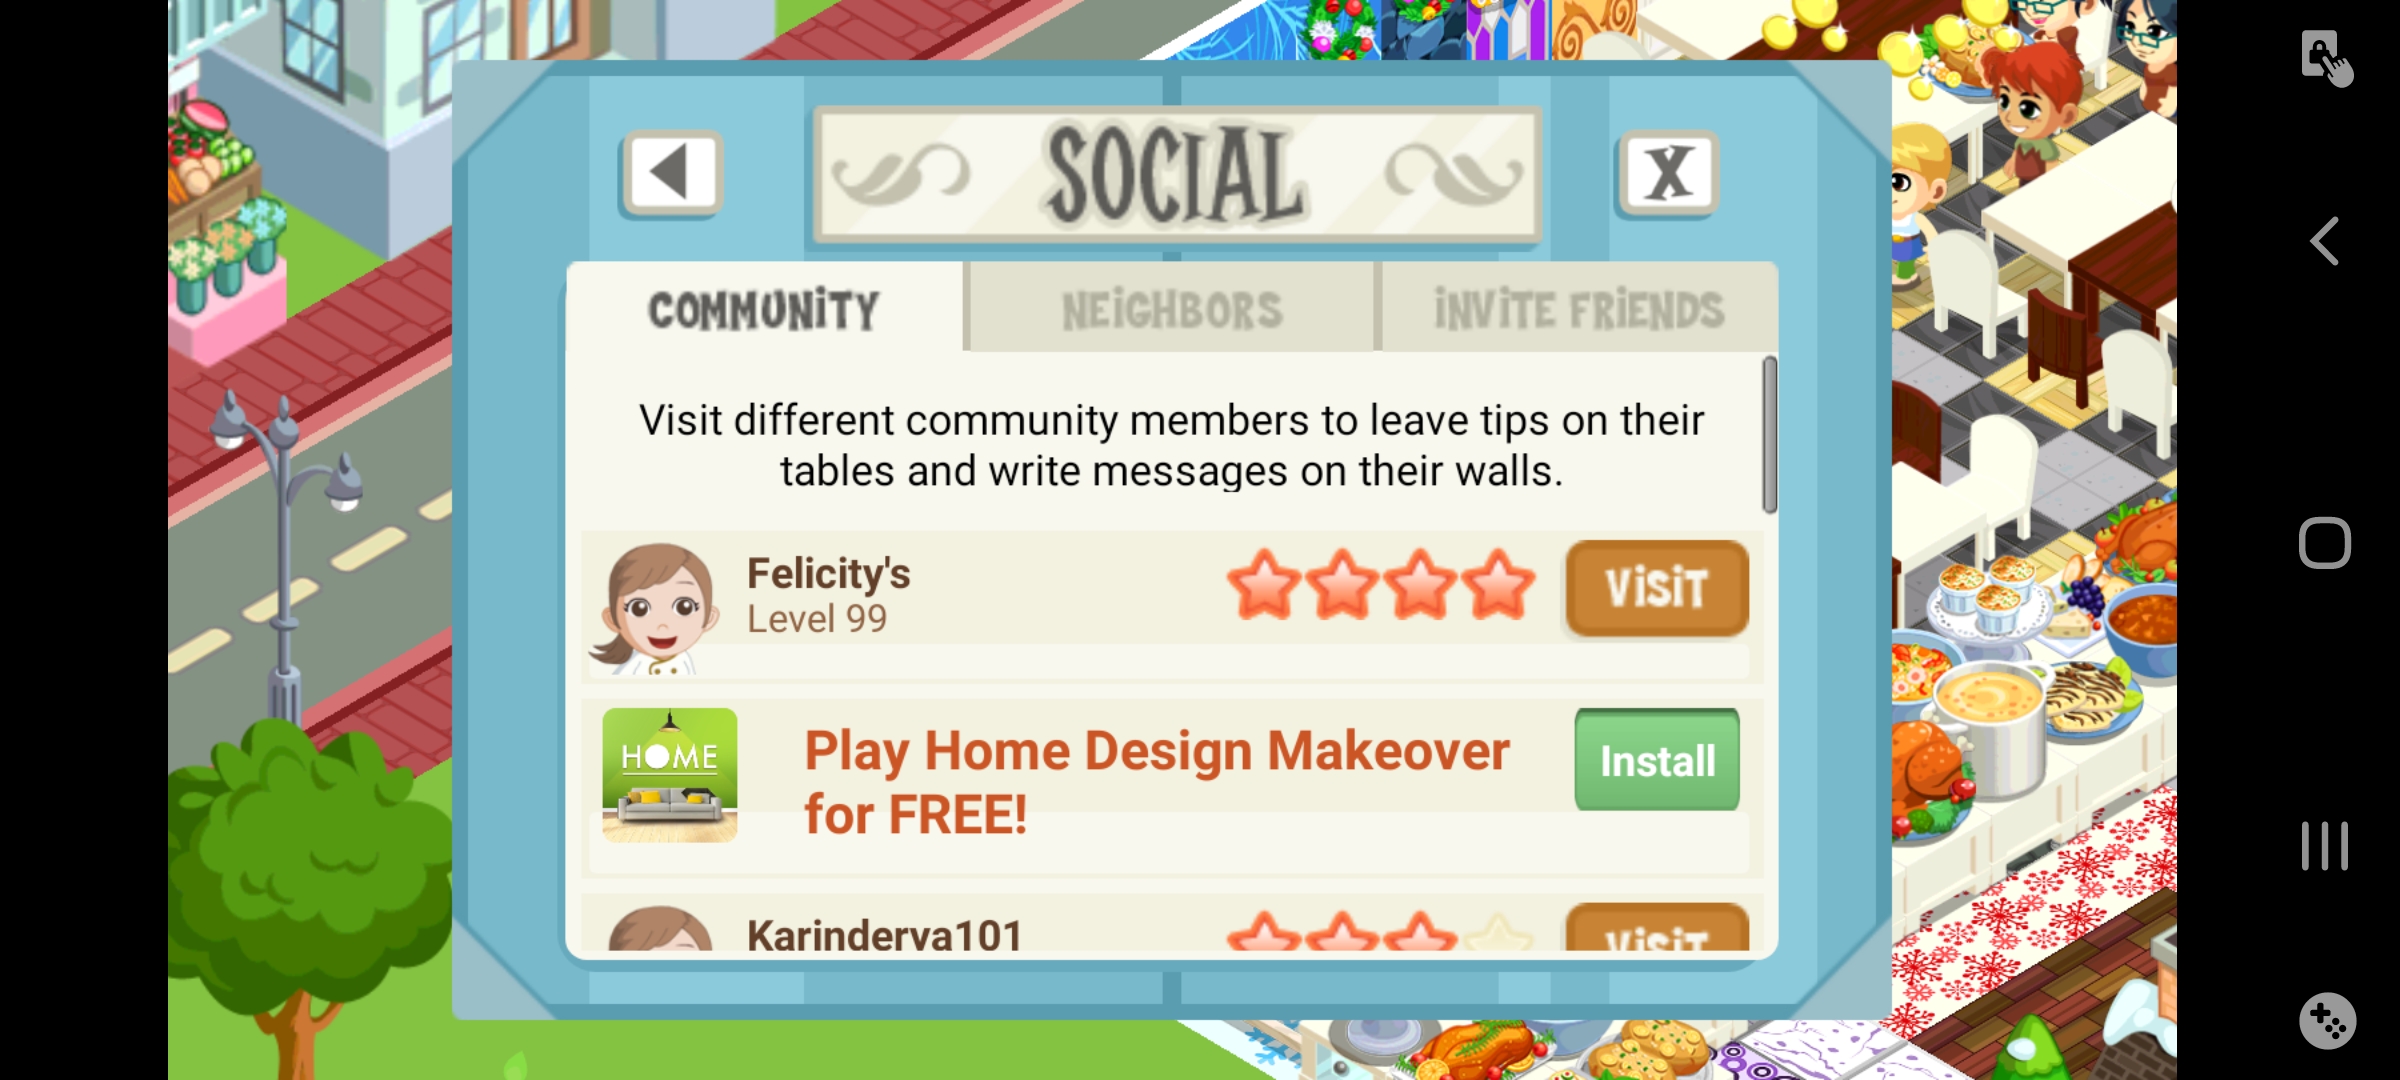 SOCIAL
X
COMMUNITY
NEIGHBORS
INVITE FRIENDS
Visit different community members to leave tips on their
tables and write messages on their walls.
Felicity's
Level 99
VISIT
HOME
Play Home Design Makeover
for FREE!
Install
Karinderva101
VISIT